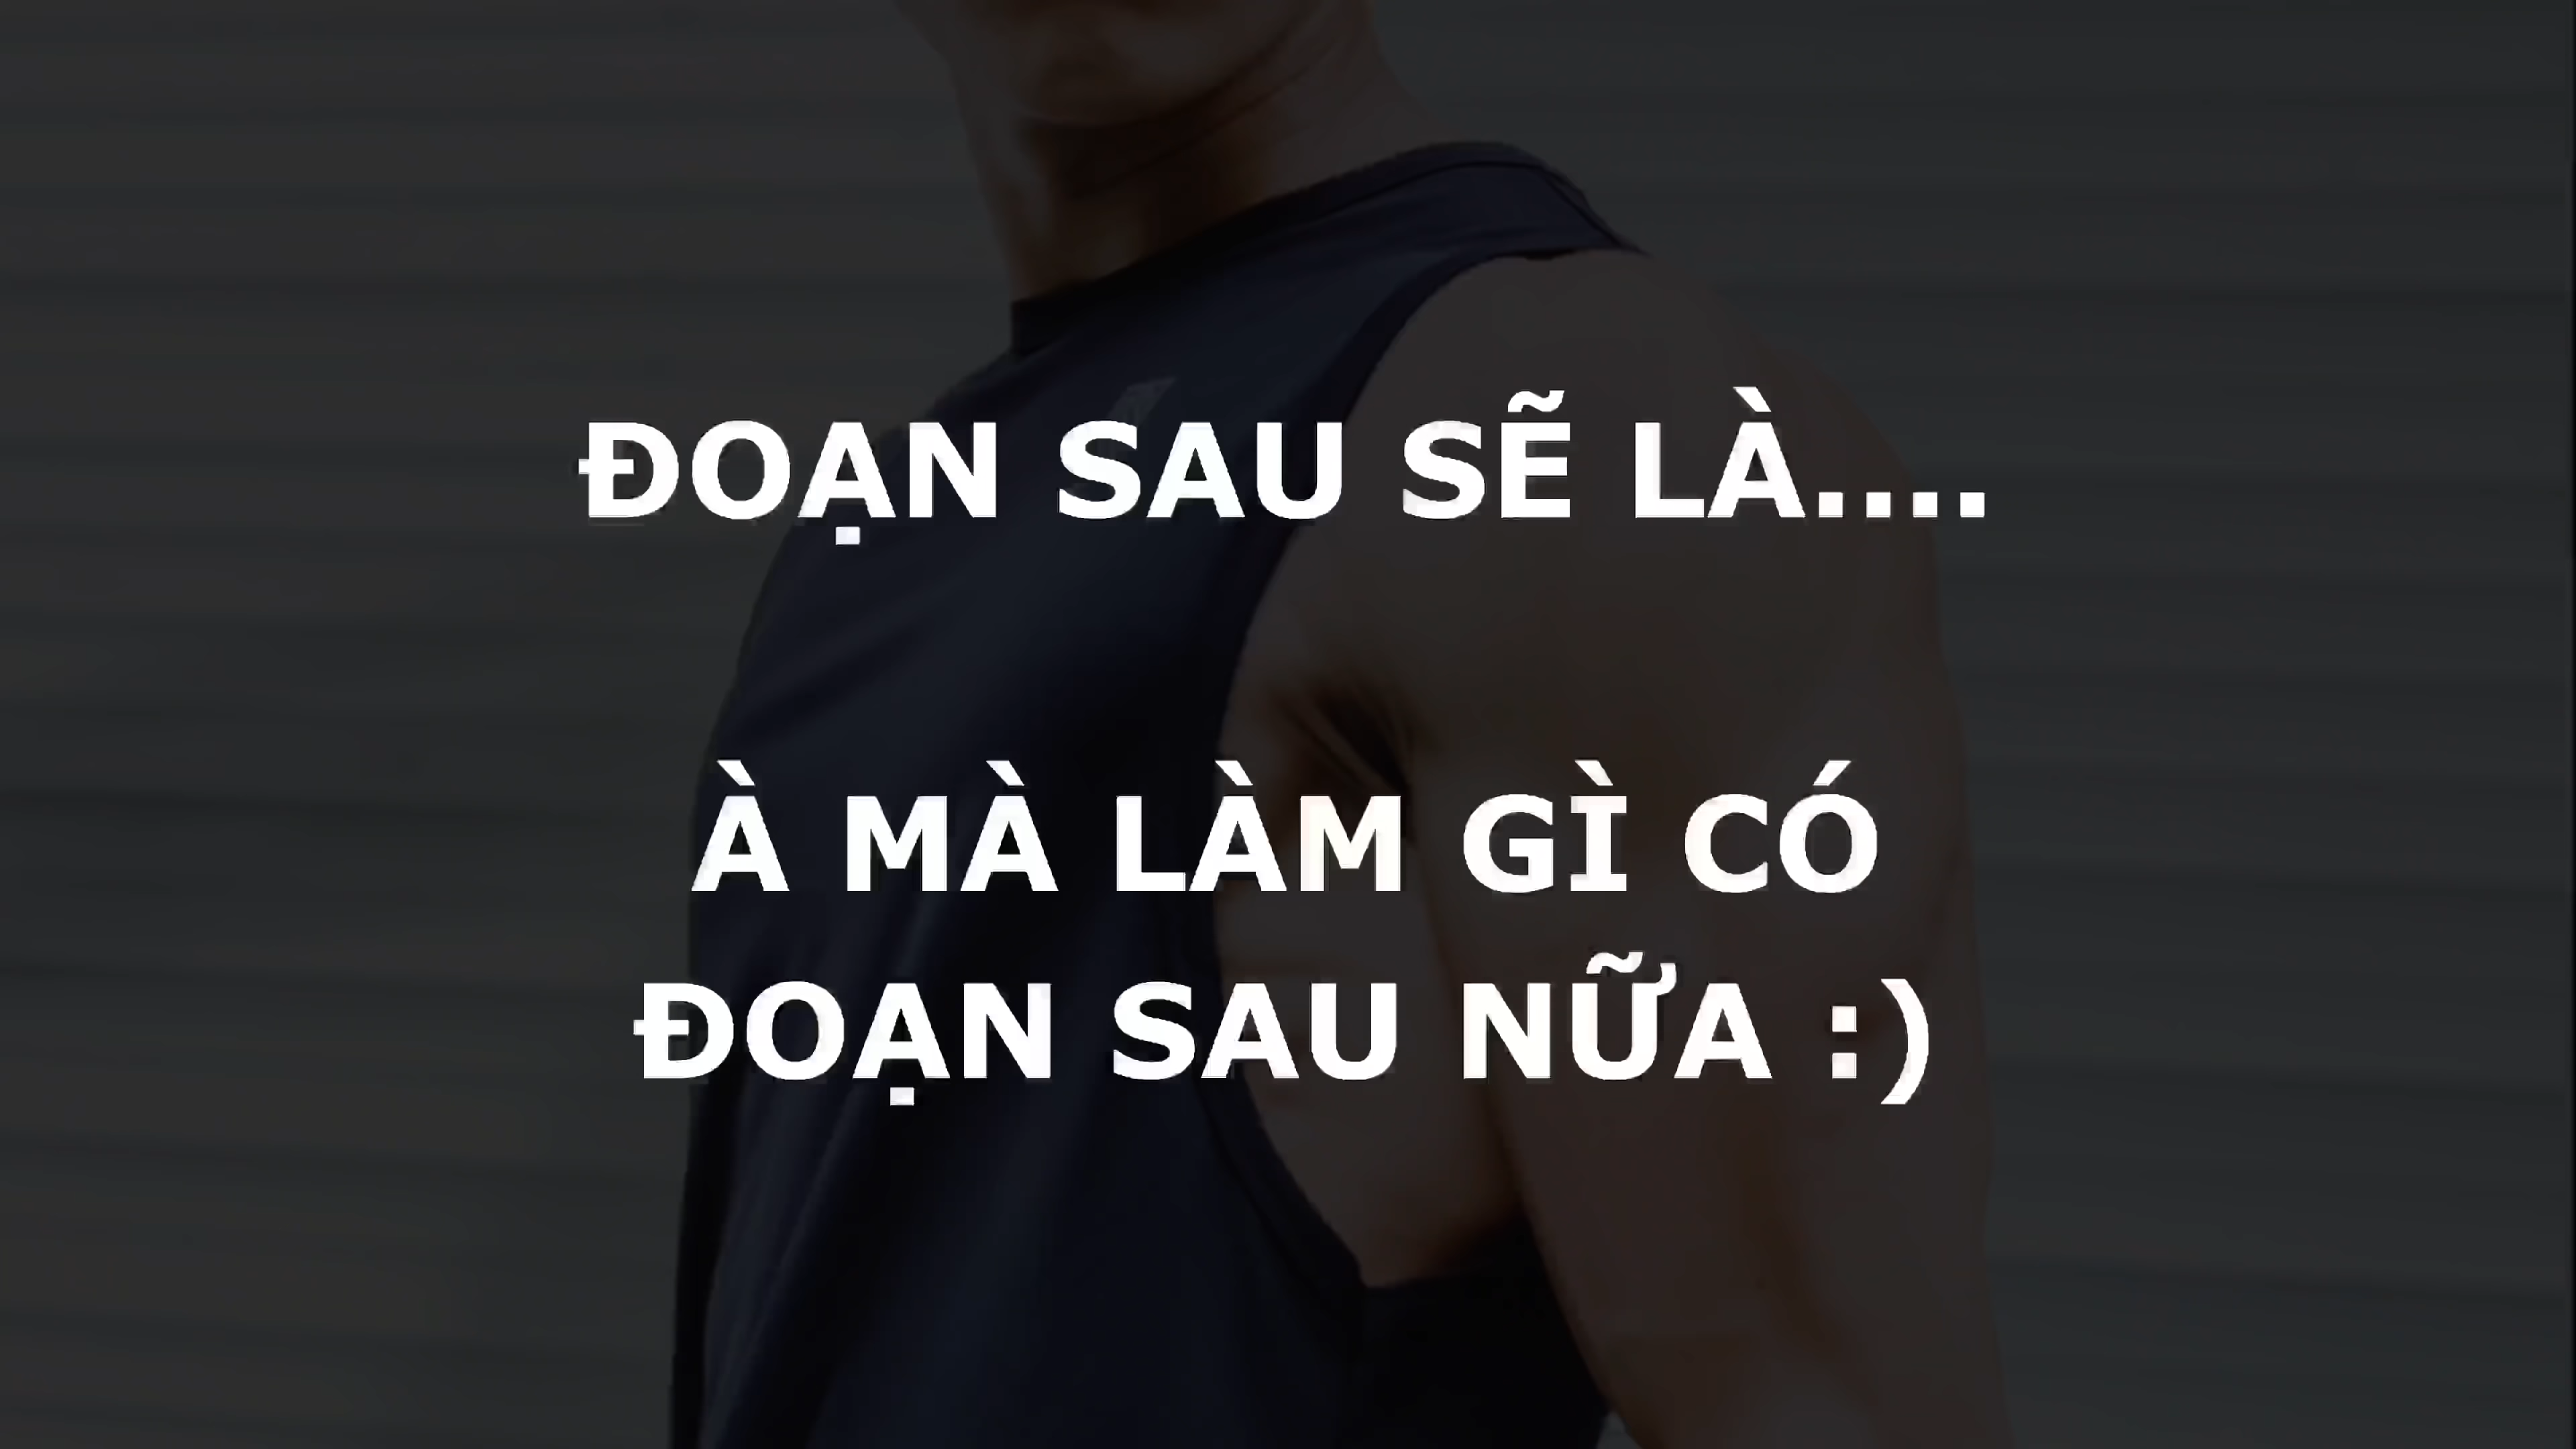 ĐOẠN SAU SẼ LÀ....
À MÀ LÀM GÌ CÓ
ĐOẠN SAU NỮA :)